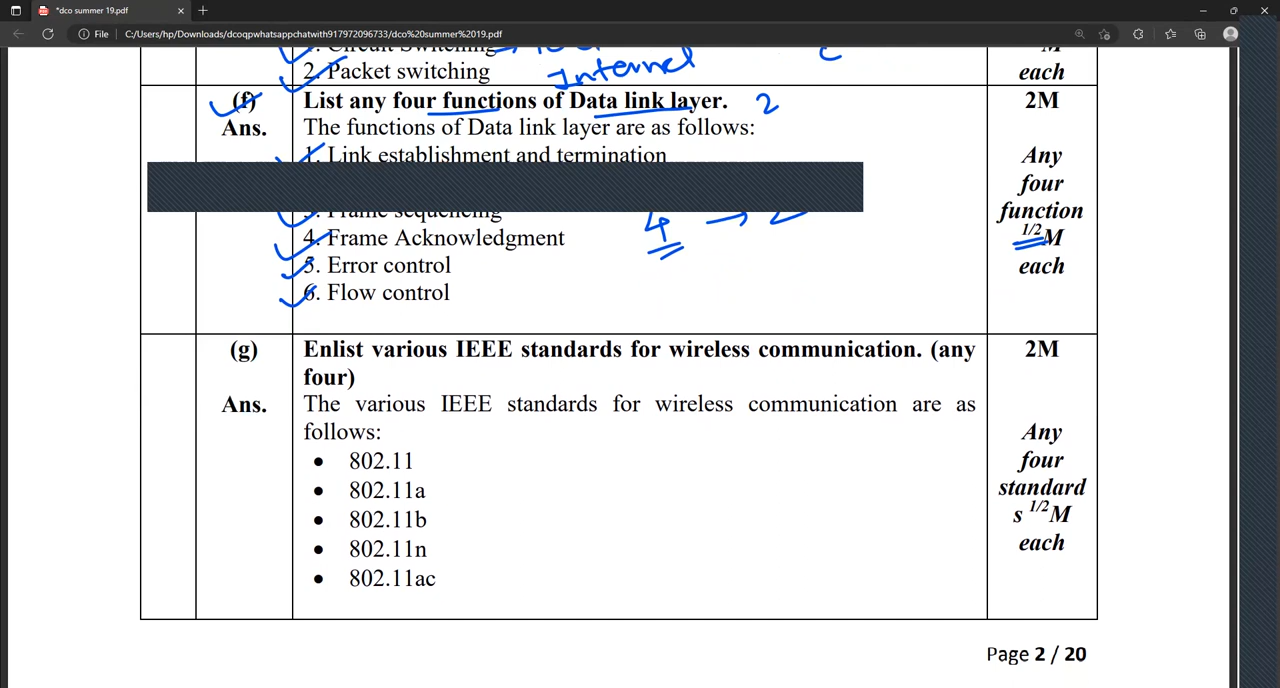 *dco summer 19.pdf
File C:/Users/hp/Downloads/dcoqpwhatsappchatwith917972096733/dco%20summer%2019.pdf
1. Circuit Switching
2. Packet switching Internet
M
each
(f) List any four functions of Data link layer. 2 2M
Ans. The functions of Data link layer are as follows:
1. Link establishment and termination
3. Frame sequencing
4. Frame Acknowledgment
5. Error control
6. Flow control
4 → 2
Any
four
function
1/2M
each
(g) Enlist various IEEE standards for wireless communication. (any
four)
2M
Ans. The various IEEE standards for wireless communication are as
follows:
• 802.11
• 802.11a
• 802.11b
• 802.11n
• 802.11ac
Any
four
standard
s 1/2M
each
Page 2 / 20